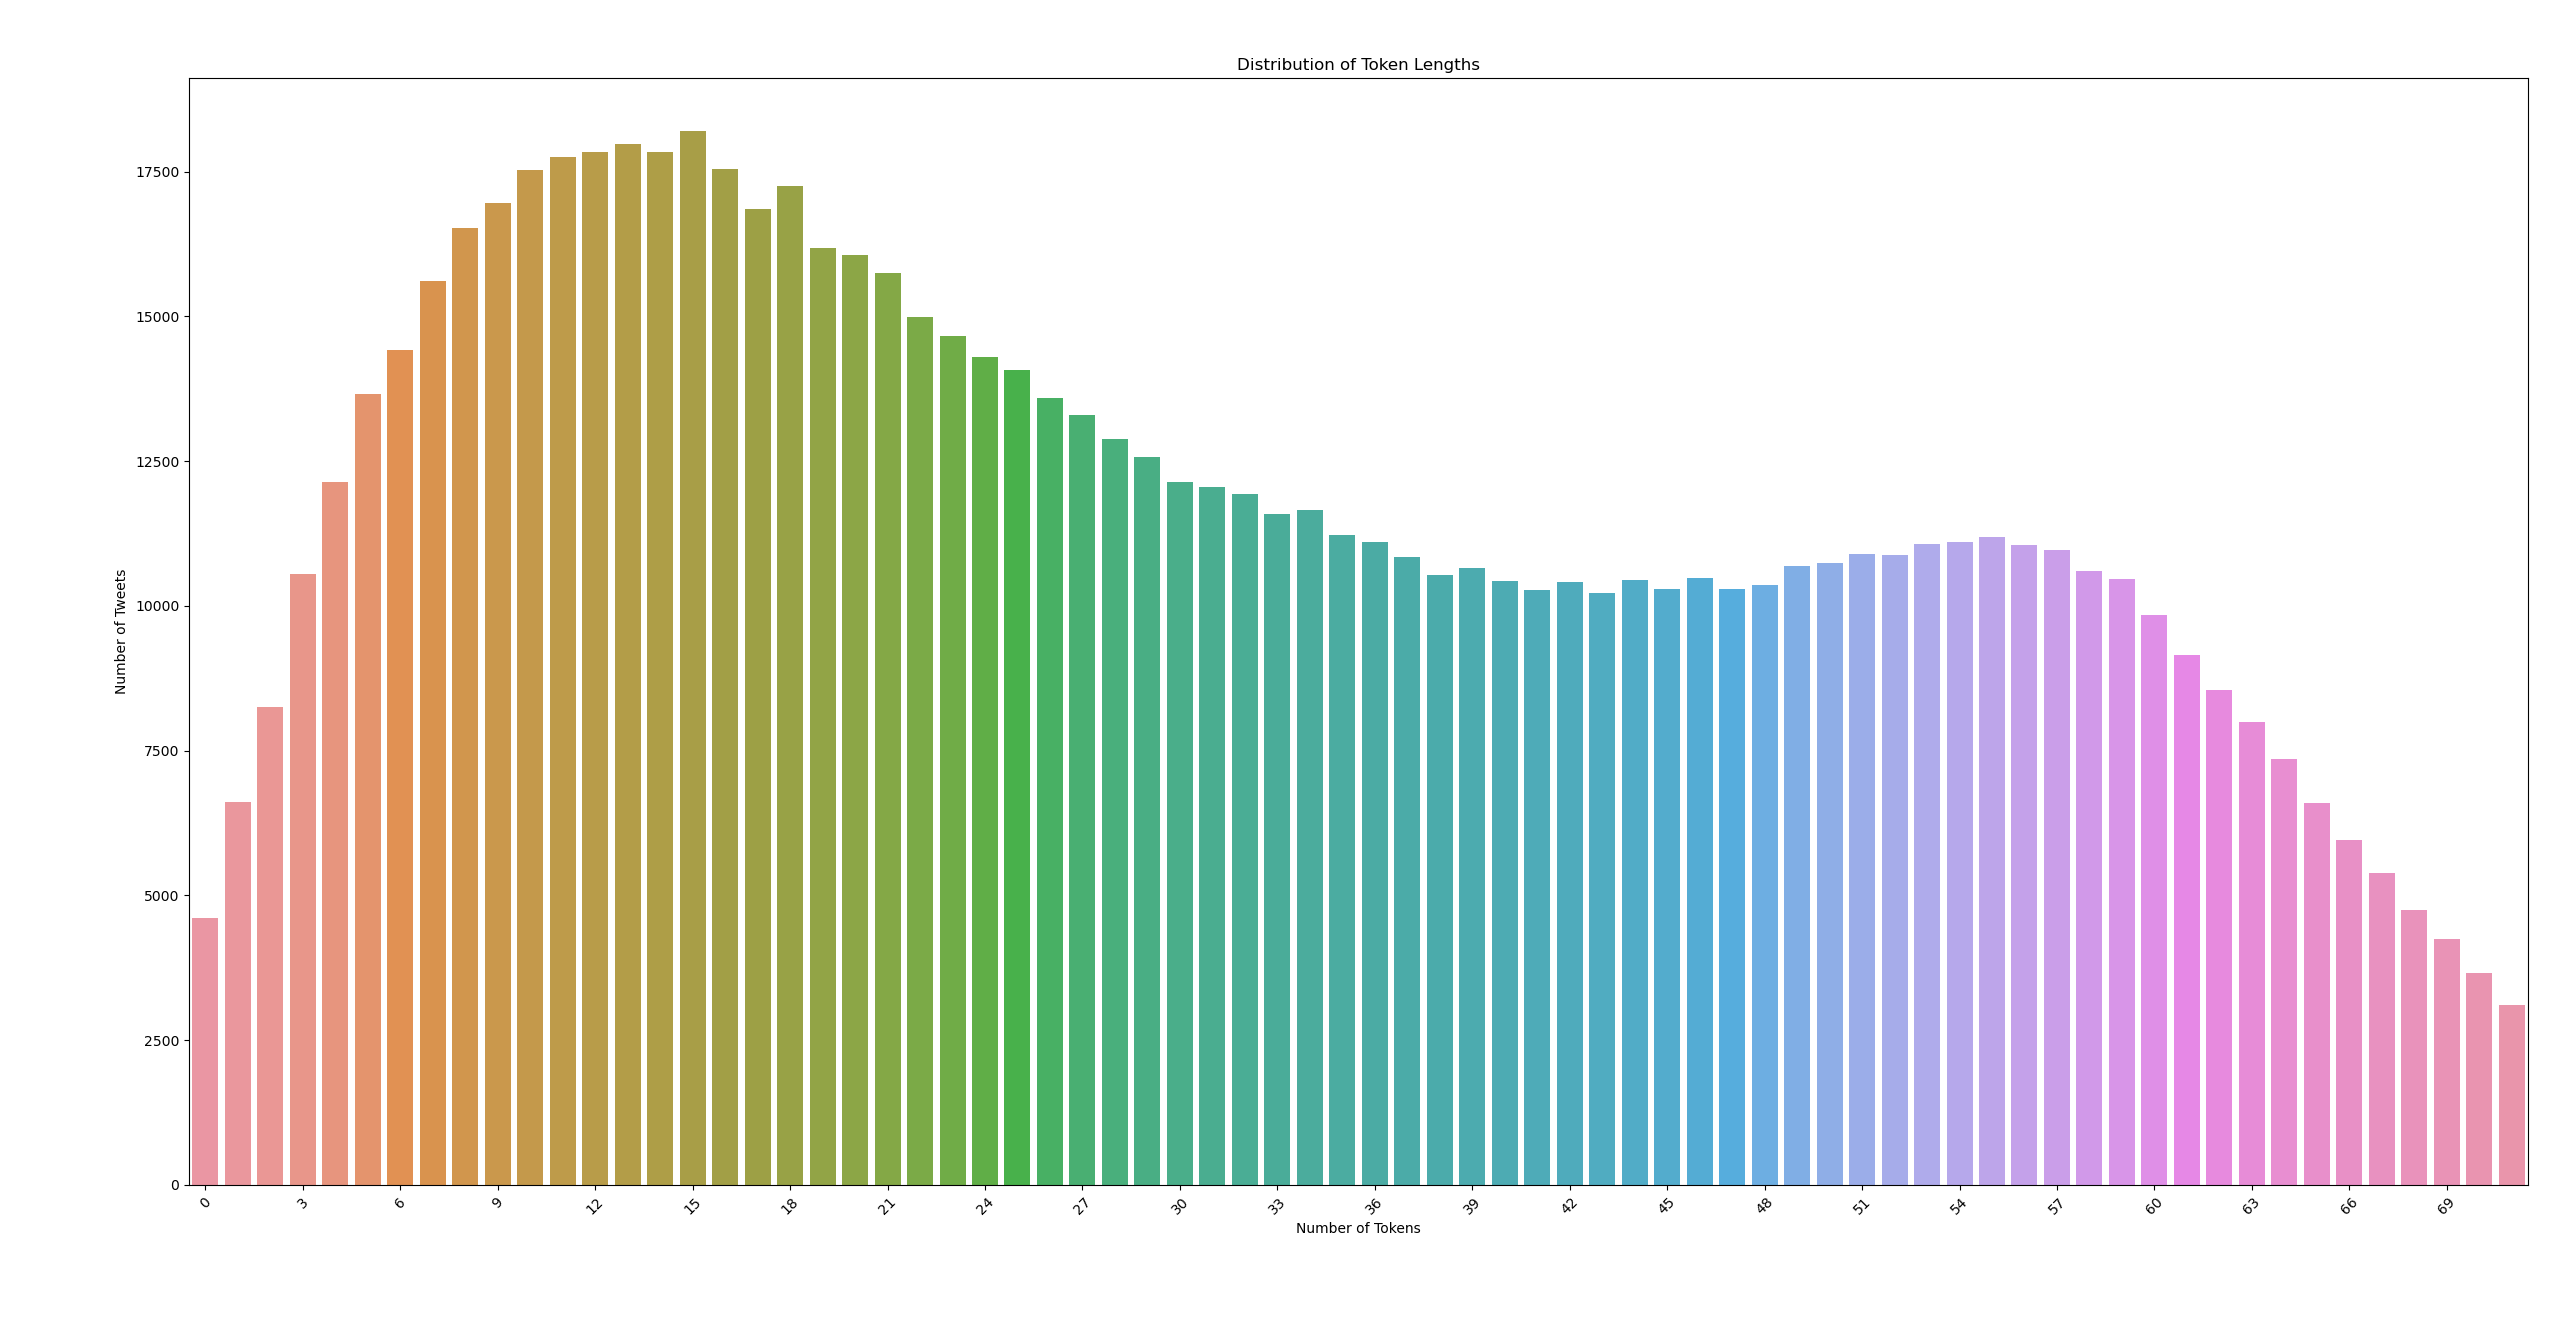 Distribution of Token Lengths
17500
15000
12500
10000
7500
5000
2500
0
Number of Tweets
0 3 6 9 12 15 18 21 24 27 30 33 36 39 42 45 48 51 54 57 60 63 66 69
Number of Tokens